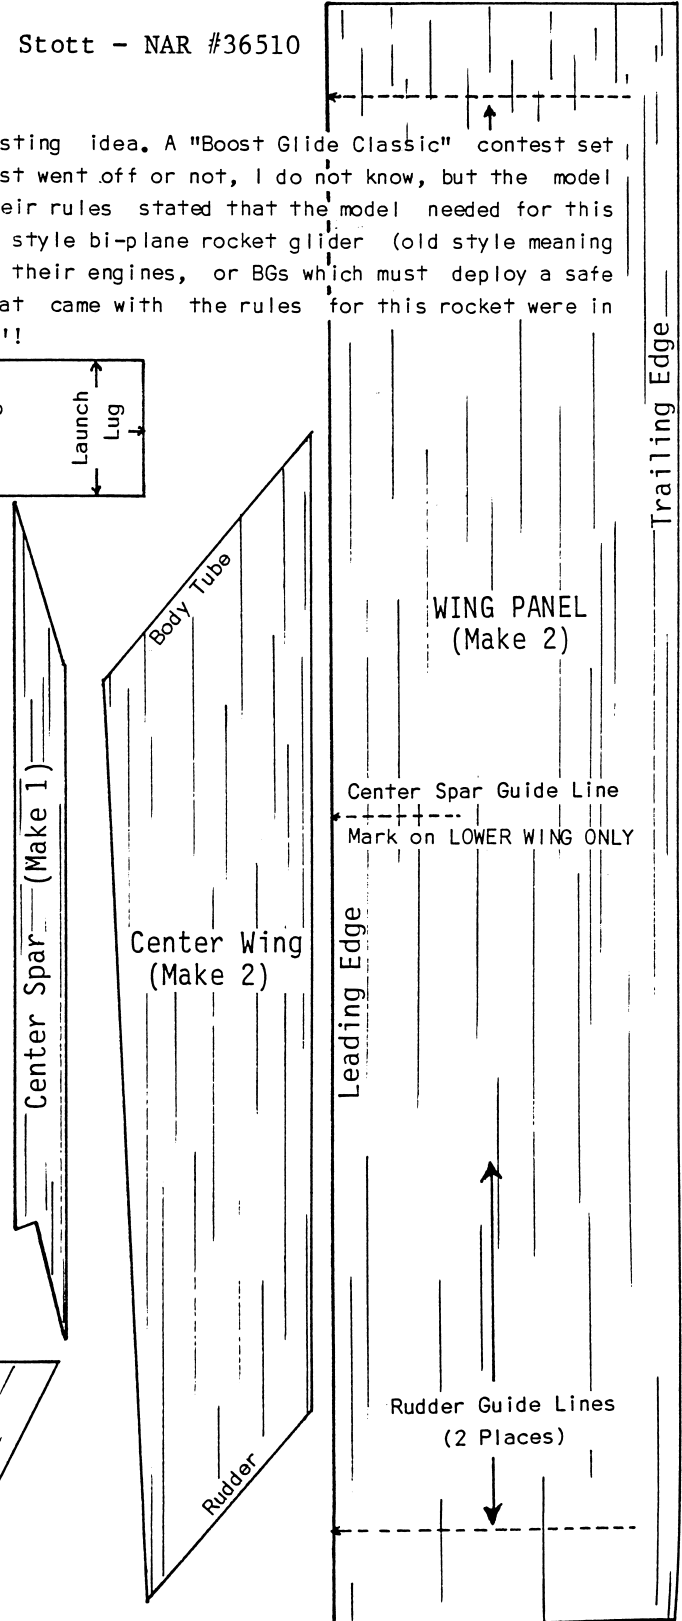 Stott - NAR #36510
sting idea. A "Boost Glide Classic" contest set
st went off or not, I do not know, but the model
eir rules stated that the model needed for this
style bi-plane rocket glider (old style meaning
their engines, or BGs which must deploy a safe
at came with the rules for this rocket were in
'!
Launch
Lug
Trailing Edge
Body Tube
WING PANEL
(Make 2)
Center Spar Guide Line
Mark on LOWER WING ONLY
Center Spar (Make 1)
Center Wing
(Make 2)
Leading Edge
Rudder Guide Lines
(2 Places)
Rudder